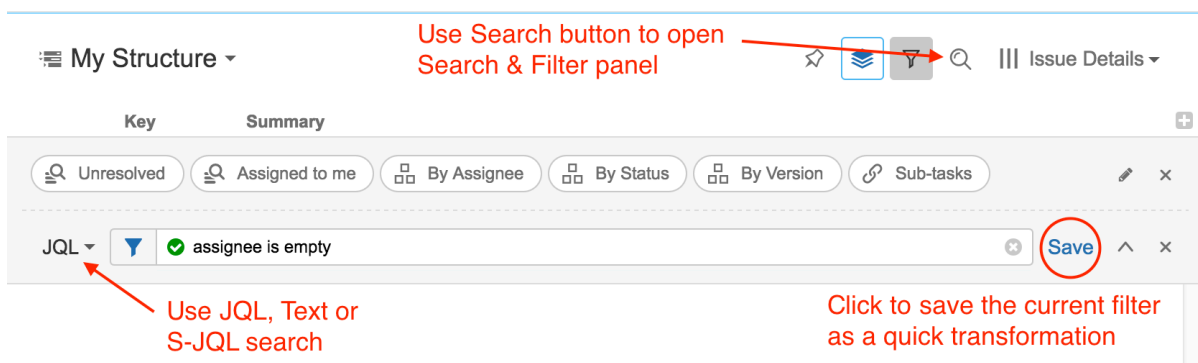 Use Search button to open
Search & Filter panel
My Structure
Issue Details
Key Summary
Unresolved Assigned to me By Assignee By Status By Version Sub-tasks
JQL assignee is empty Save
Use JQL, Text or
S-JQL search
Click to save the current filter
as a quick transformation